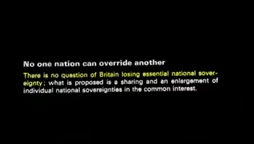 No one nation can override another
There is no question of Britain losing essential national sover-
eignty; what is proposed is a sharing and an enlargement of
individual national sovereignties in the common interest.